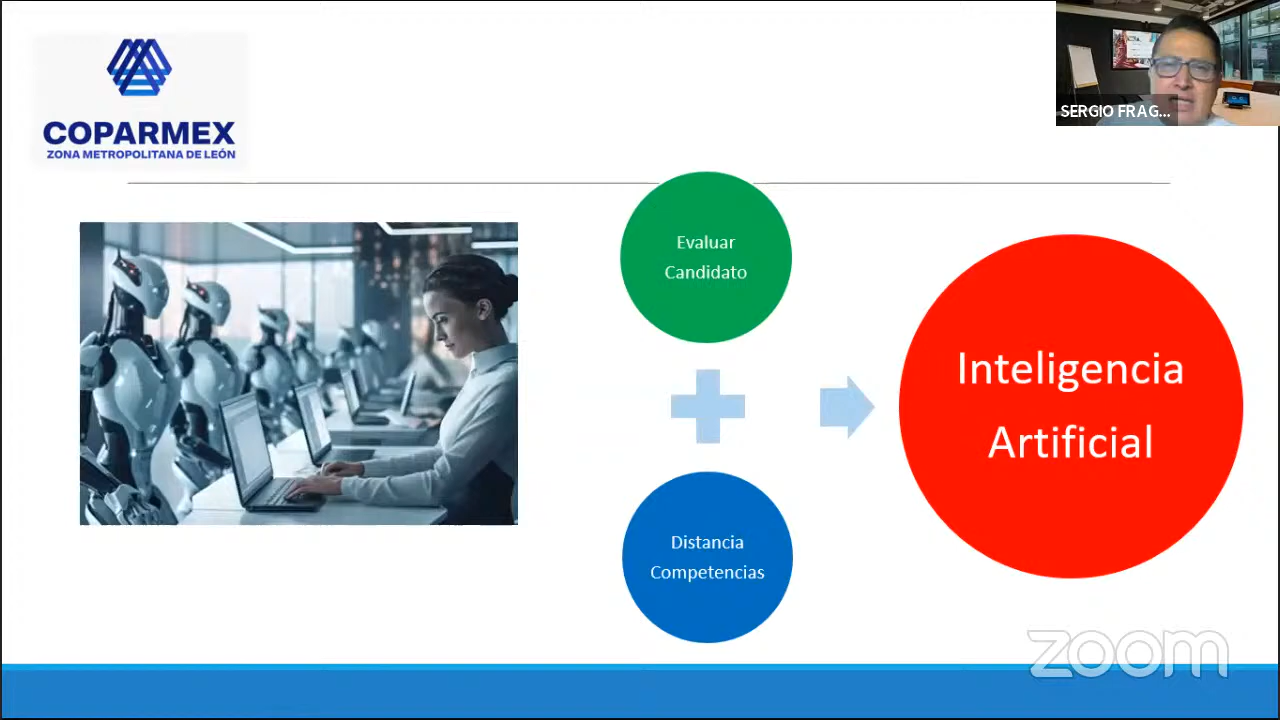 COPARMEX
ZONA METROPOLITANA DE LEÓN
SERGIO FRAG...
Evaluar
Candidato
Distancia
Competencias
Inteligencia
Artificial
zoom